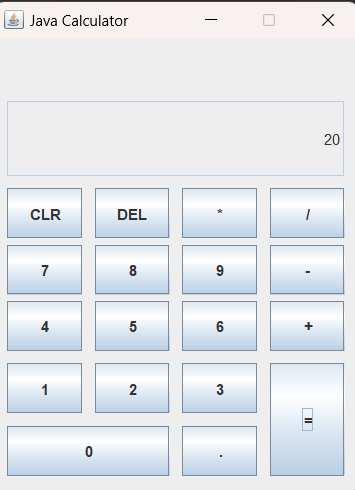 Java Calculator
20
CLR DEL * /
7 8 9 -
4 5 6 +
1 2 3 =
0 .